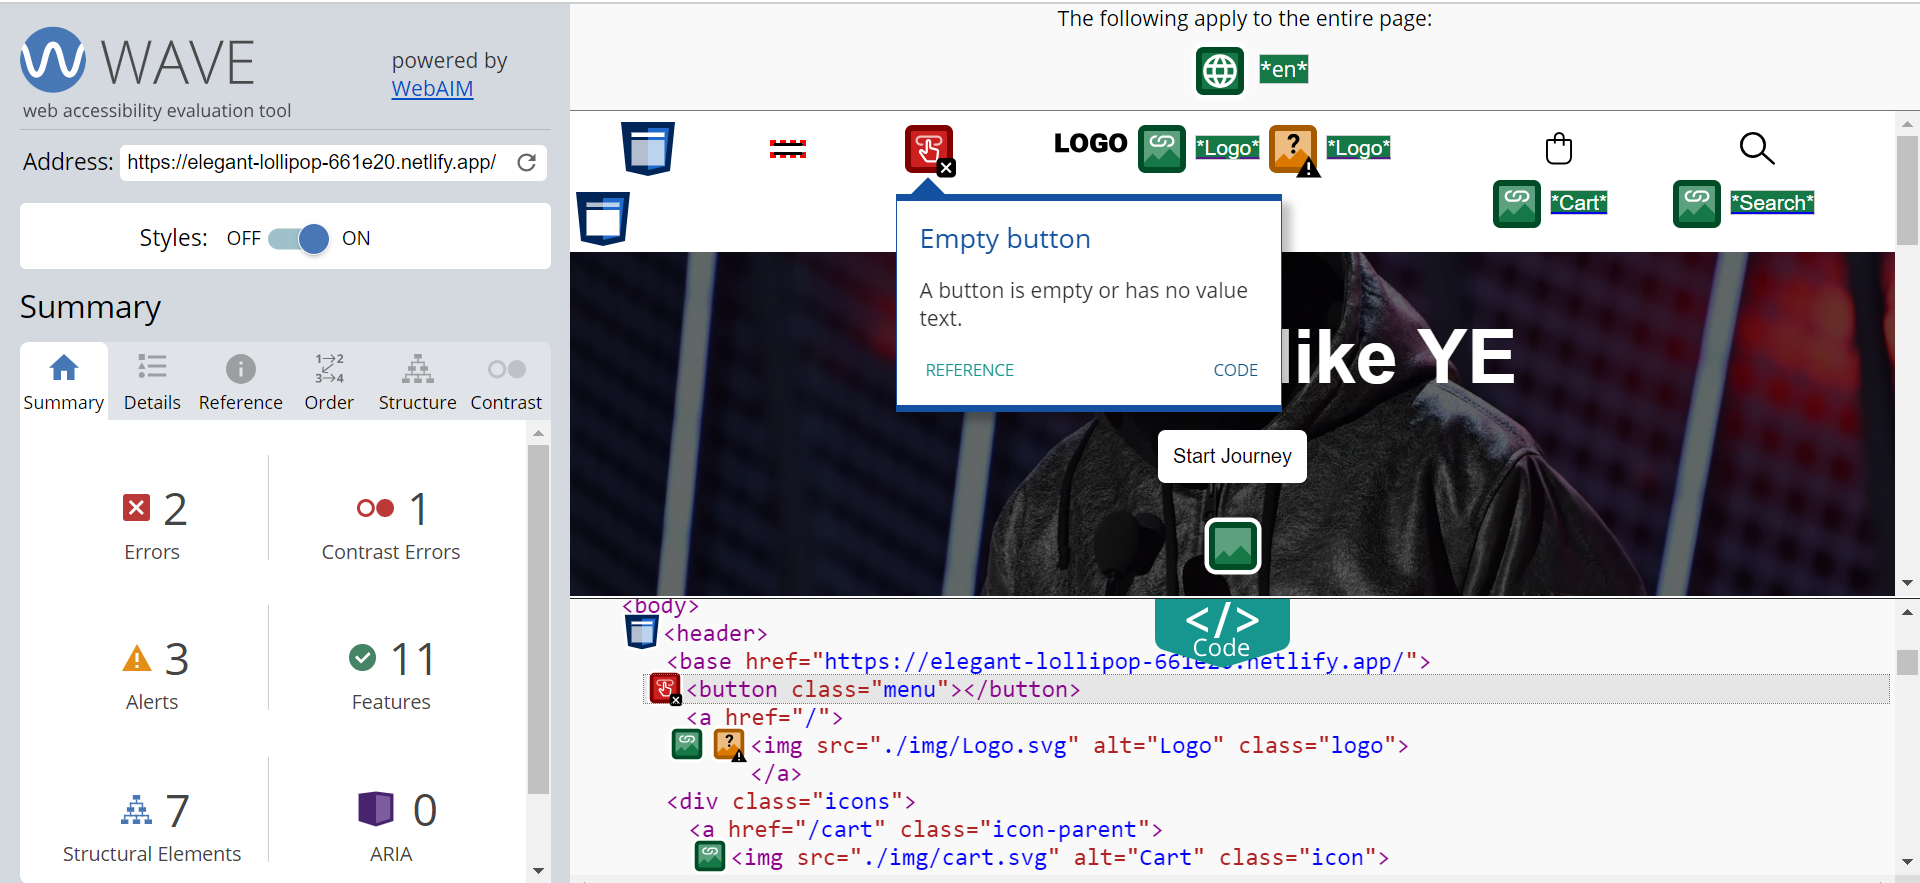 WAVE
powered by
WebAIM
web accessibility evaluation tool
Address: https://elegant-lollipop-661e20.netlify.app/
Styles: OFF ON
Summary
Summary Details Reference Order Structure Contrast
2
Errors
1
Contrast Errors
3
Alerts
11
Features
7
Structural Elements
0
ARIA
The following apply to the entire page:
*en*
LOGO *Logo* *Logo*
*Cart* *Search*
Empty button
A button is empty or has no value
text.
REFERENCE CODE
like YE
Start Journey
</>
Code
<body>
<header>
<base href="https://elegant-lollipop-661e20.netlify.app/">
<button class="menu"></button>
<a href="/">
<img src="./img/Logo.svg" alt="Logo" class="logo">
</a>
<div class="icons">
<a href="/cart" class="icon-parent">
<img src="./img/cart.svg" alt="Cart" class="icon">